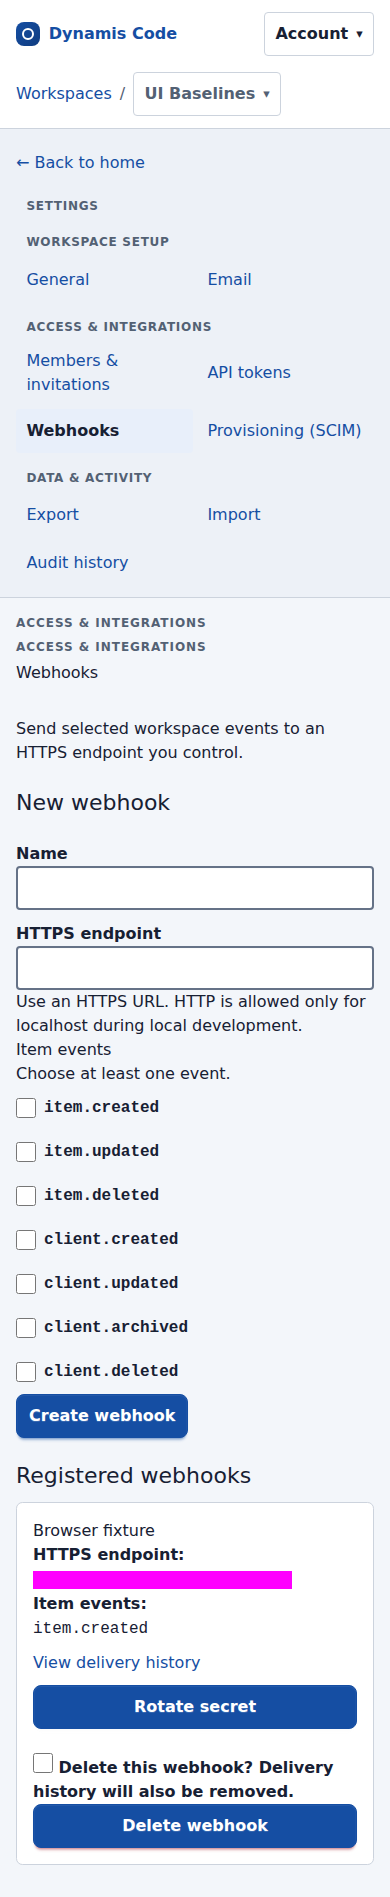 Dynamis Code
Account ▾
Workspaces / UI Baselines ▾
← Back to home
SETTINGS
WORKSPACE SETUP
General
Email
ACCESS & INTEGRATIONS
Members &
invitations
API tokens
Webhooks
Provisioning (SCIM)
DATA & ACTIVITY
Export
Import
Audit history
ACCESS & INTEGRATIONS
ACCESS & INTEGRATIONS
Webhooks
Send selected workspace events to an
HTTPS endpoint you control.
New webhook
Name
HTTPS endpoint
Use an HTTPS URL. HTTP is allowed only for
localhost during local development.
Item events
Choose at least one event.
item.created
item.updated
item.deleted
client.created
client.updated
client.archived
client.deleted
Create webhook
Registered webhooks
Browser fixture
HTTPS endpoint:
Item events:
item.created
View delivery history
Rotate secret
Delete this webhook? Delivery
history will also be removed.
Delete webhook